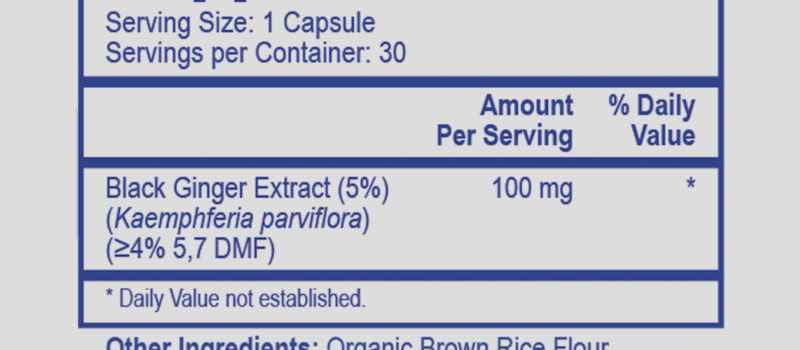 Serving Size: 1 Capsule
Servings per Container: 30
Amount Per Serving
% Daily Value
Black Ginger Extract (5%) 100 mg *
(Kaemphferia parviflora)
(≥4% 5,7 DMF)
* Daily Value not established.
Other Ingredients: Organic Brown Rice Flour